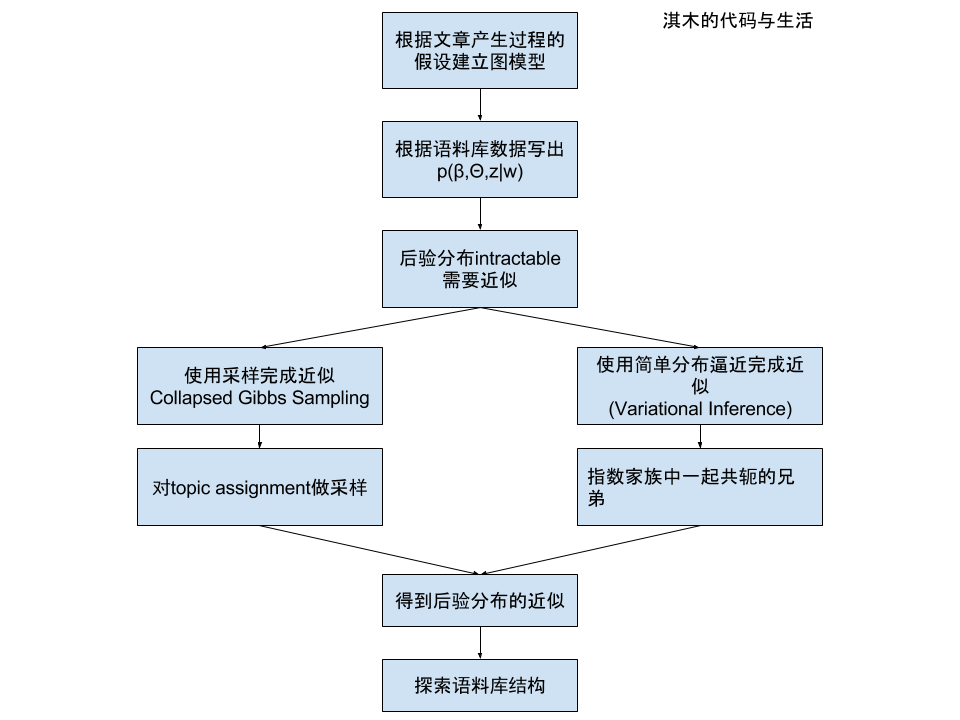 淇木的代码与生活
根据文章产生过程的
假设建立图模型
根据语料库数据写出
p(β,Θ,z|w)
后验分布intractable
需要近似
使用采样完成近似
Collapsed Gibbs Sampling
使用简单分布逼近完成近
似
(Variational Inference)
对topic assignment做采样
指数家族中一起共轭的兄
弟
得到后验分布的近似
探索语料库结构